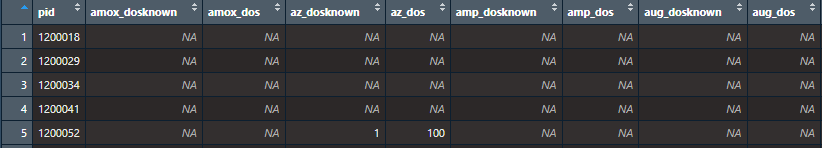 pid amox_dosknown amox_dos az_dosknown az_dos amp_dosknown amp_dos aug_dosknown aug_dos
1 1200018 NA NA NA NA NA NA NA NA
2 1200029 NA NA NA NA NA NA NA NA
3 1200034 NA NA NA NA NA NA NA NA
4 1200041 NA NA NA NA NA NA NA NA
5 1200052 NA NA 1 100 NA NA NA NA